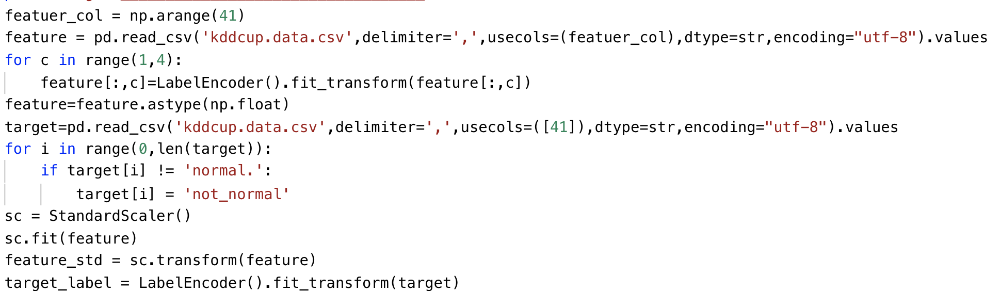 featuer_col = np.arange(41)
feature = pd.read_csv('kddcup.data.csv',delimiter=',',usecols=(featuer_col),dtype=str,encoding="utf-8").values
for c in range(1,4):
    feature[:,c]=LabelEncoder().fit_transform(feature[:,c])
feature=feature.astype(np.float)
target=pd.read_csv('kddcup.data.csv',delimiter=',',usecols=([41]),dtype=str,encoding="utf-8").values
for i in range(0,len(target)):
    if target[i] != 'normal.':
        target[i] = 'not_normal'
sc = StandardScaler()
sc.fit(feature)
feature_std = sc.transform(feature)
target_label = LabelEncoder().fit_transform(target)